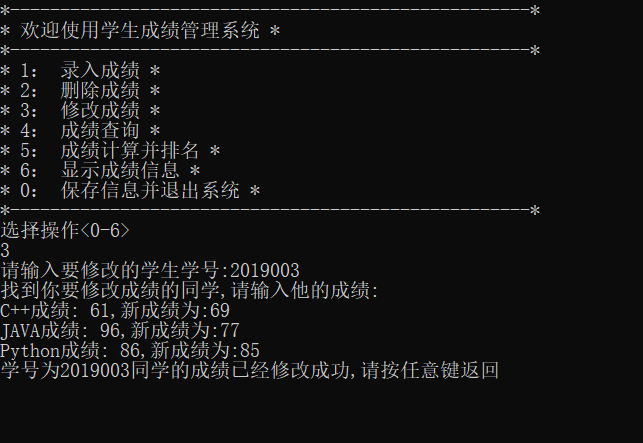 *----------------------------------------------------*
* 欢迎使用学生成绩管理系统 *
*----------------------------------------------------*
* 1： 录入成绩 *
* 2： 删除成绩 *
* 3： 修改成绩 *
* 4： 成绩查询 *
* 5： 成绩计算并排名 *
* 6： 显示成绩信息 *
* 0： 保存信息并退出系统 *
*----------------------------------------------------*
选择操作<0-6>
3
请输入要修改的学生学号:2019003
找到你要修改成绩的同学,请输入他的成绩:
C++成绩: 61,新成绩为:69
JAVA成绩: 96,新成绩为:77
Python成绩: 86,新成绩为:85
学号为2019003同学的成绩已经修改成功,请按任意键返回